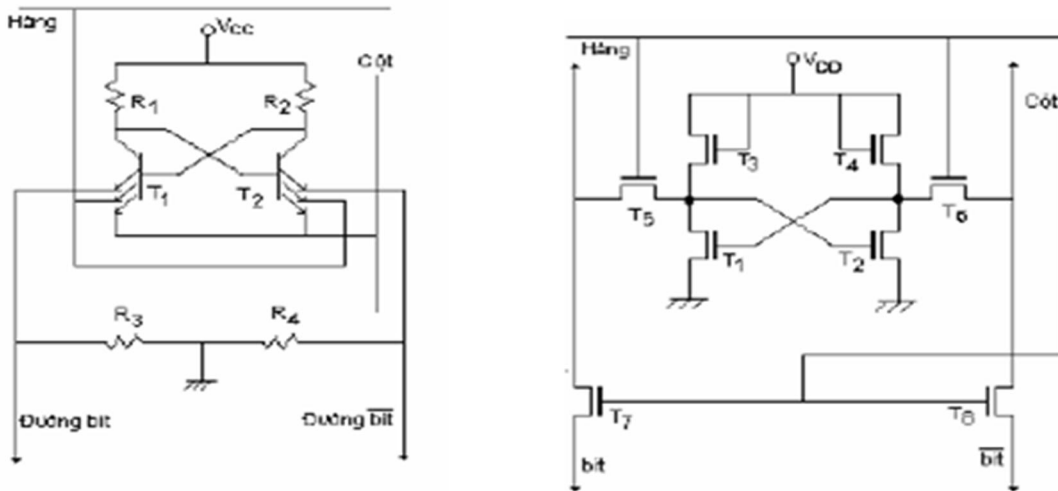 Hàng
VCC
Cột
R1
R2
T1
T2
R3
R4
Đường bit
Đường bit
Hàng
VDD
Cột
T3
T4
T5
T6
T1
T2
T7
T8
bit
bit